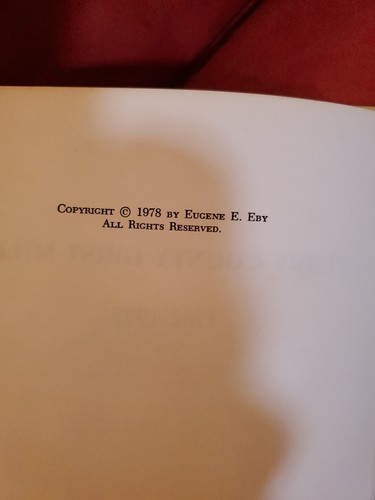 Copyright © 1978 by Eugene E. Eby
All Rights Reserved.